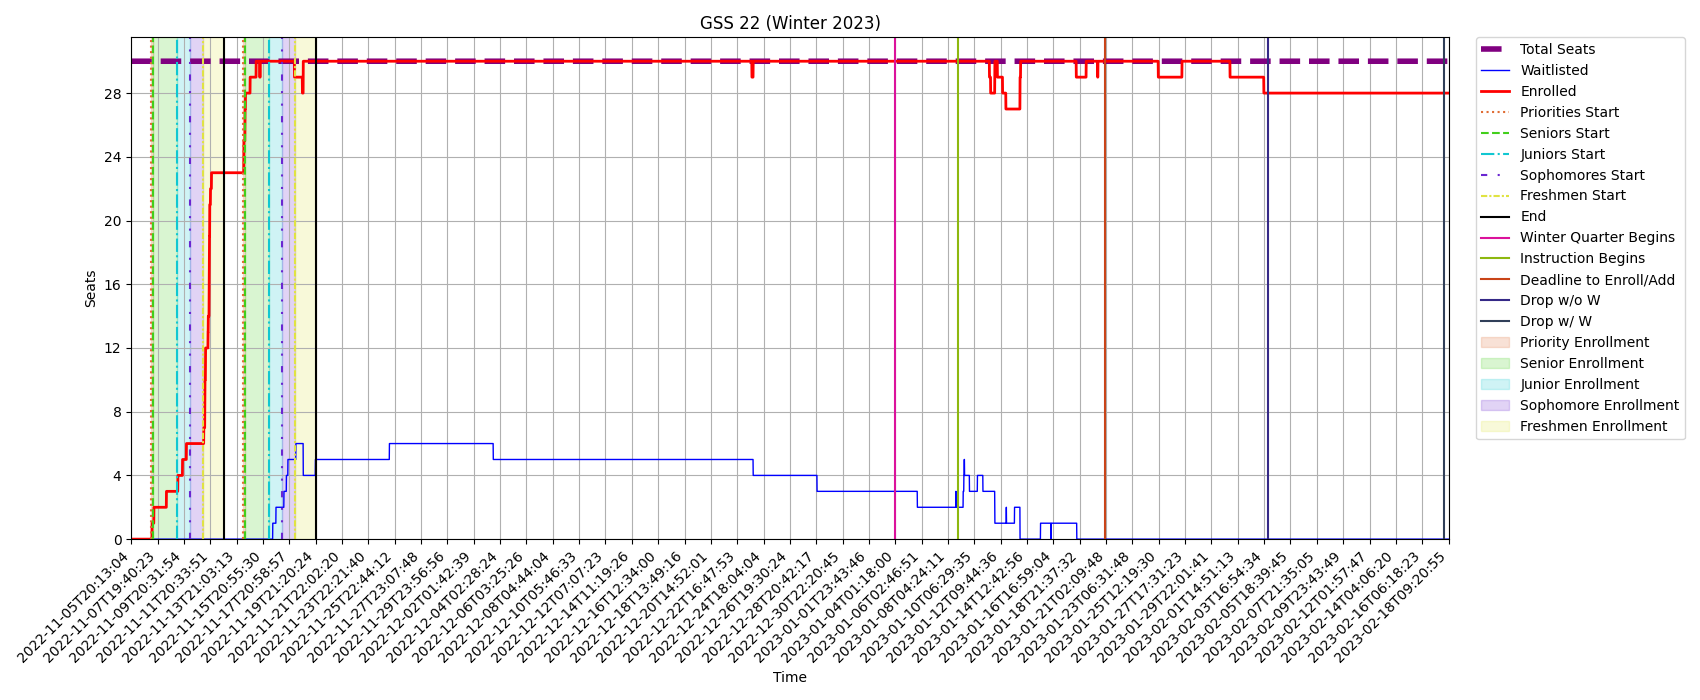 GSS 22 (Winter 2023)
Seats
28
24
20
16
12
8
4
0
2022-11-05T20:13:04
2022-11-07T19:40:23
2022-11-09T20:31:54
2022-11-11T20:33:51
2022-11-13T21:03:13
2022-11-15T20:55:30
2022-11-17T20:58:57
2022-11-19T21:20:24
2022-11-21T22:02:20
2022-11-23T22:21:40
2022-11-25T22:44:12
2022-11-27T23:07:48
2022-11-29T23:56:56
2022-12-02T01:42:39
2022-12-04T02:28:24
2022-12-06T03:25:26
2022-12-08T04:44:04
2022-12-10T05:46:33
2022-12-12T07:07:23
2022-12-14T11:19:26
2022-12-16T12:34:00
2022-12-18T13:49:16
2022-12-20T14:52:01
2022-12-22T16:47:53
2022-12-24T18:04:04
2022-12-26T19:30:24
2022-12-28T20:42:17
2022-12-30T22:20:45
2023-01-01T23:43:46
2023-01-04T01:18:00
2023-01-06T02:46:51
2023-01-08T04:24:11
2023-01-10T06:29:35
2023-01-12T09:44:36
2023-01-14T12:42:56
2023-01-16T16:59:04
2023-01-18T21:37:32
2023-01-21T02:09:48
2023-01-23T06:31:48
2023-01-25T12:19:30
2023-01-27T17:31:23
2023-01-29T22:01:41
2023-02-01T14:51:13
2023-02-03T16:54:34
2023-02-05T18:39:45
2023-02-07T21:35:05
2023-02-09T23:43:49
2023-02-12T01:57:47
2023-02-14T04:06:20
2023-02-16T06:18:23
2023-02-18T09:20:55
Time
Total Seats
Waitlisted
Enrolled
Priorities Start
Seniors Start
Juniors Start
Sophomores Start
Freshmen Start
End
Winter Quarter Begins
Instruction Begins
Deadline to Enroll/Add
Drop w/o W
Drop w/ W
Priority Enrollment
Senior Enrollment
Junior Enrollment
Sophomore Enrollment
Freshmen Enrollment